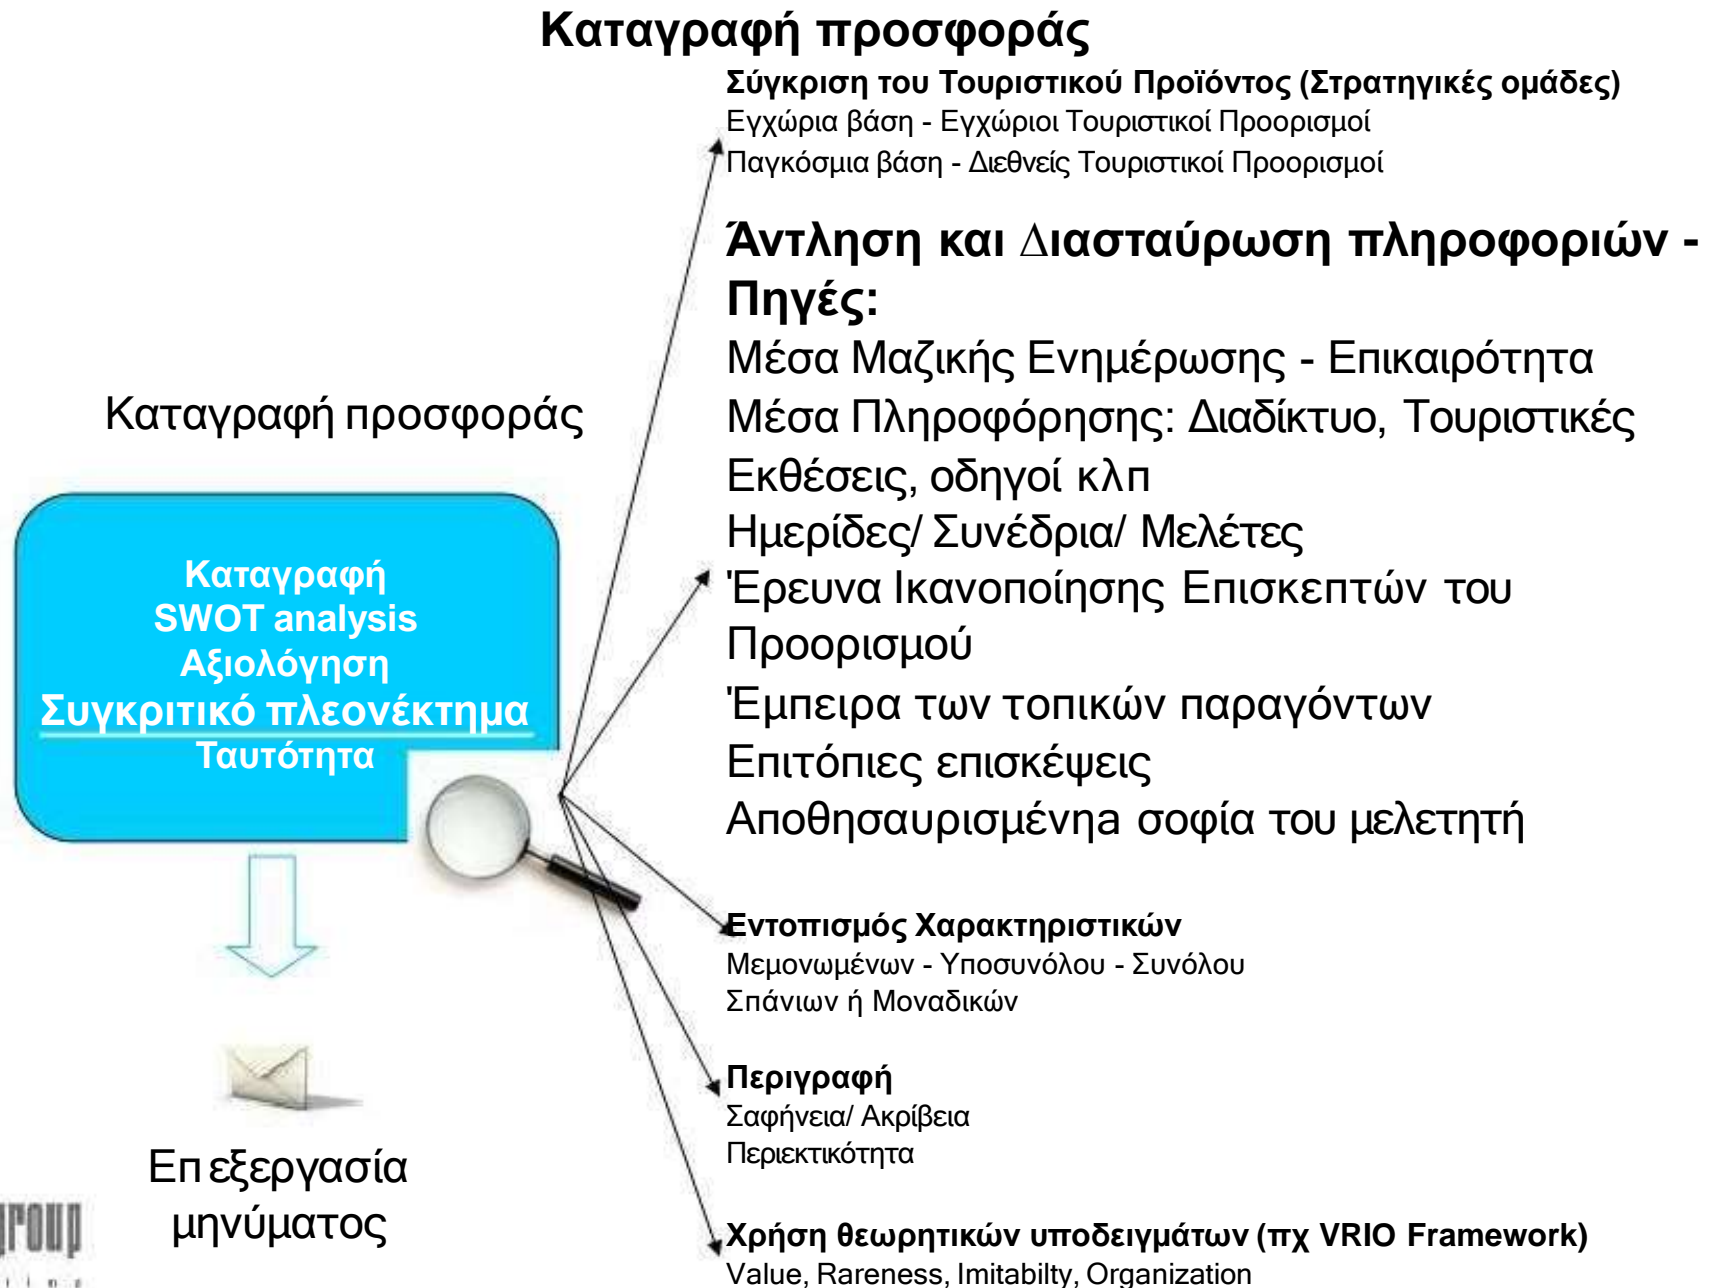 Καταγραφή προσφοράς
Σύγκριση του Τουριστικού Προϊόντος (Στρατηγικές ομάδες)
Εγχώρια βάση - Εγχώριοι Τουριστικοί Προορισμοί
Παγκόσμια βάση - Διεθνείς Τουριστικοί Προορισμοί
Άντληση και ∆ιασταύρωση πληροφοριών -
Πηγές:
Μέσα Μαζικής Ενημέρωσης - Επικαιρότητα
Μέσα Πληροφόρησης: Διαδίκτυο, Τουριστικές
Εκθέσεις, οδηγοί κλπ
Ημερίδες/ Συνέδρια/ Μελέτες
Έρευνα Ικανοποίησης Επισκεπτών του
Προορισμού
Έμπειρα των τοπικών παραγόντων
Επιτόπιες επισκέψεις
Αποθησαυρισμένηa σοφία του μελετητή
Καταγραφή προσφοράς
Καταγραφή
SWOT analysis
Αξιολόγηση
Συγκριτικό πλεονέκτημα
Ταυτότητα
Εντοπισμός Χαρακτηριστικών
Μεμονωμένων - Υποσυνόλου - Συνόλου
Σπάνιων ή Μοναδικών
Περιγραφή
Σαφήνεια/ Ακρίβεια
Περιεκτικότητα
Επ εξεργασία
μηνύματος
group
Χρήση θεωρητικών υποδειγμάτων (πχ VRIO Framework)
Value, Rareness, Imitabilty, Organization